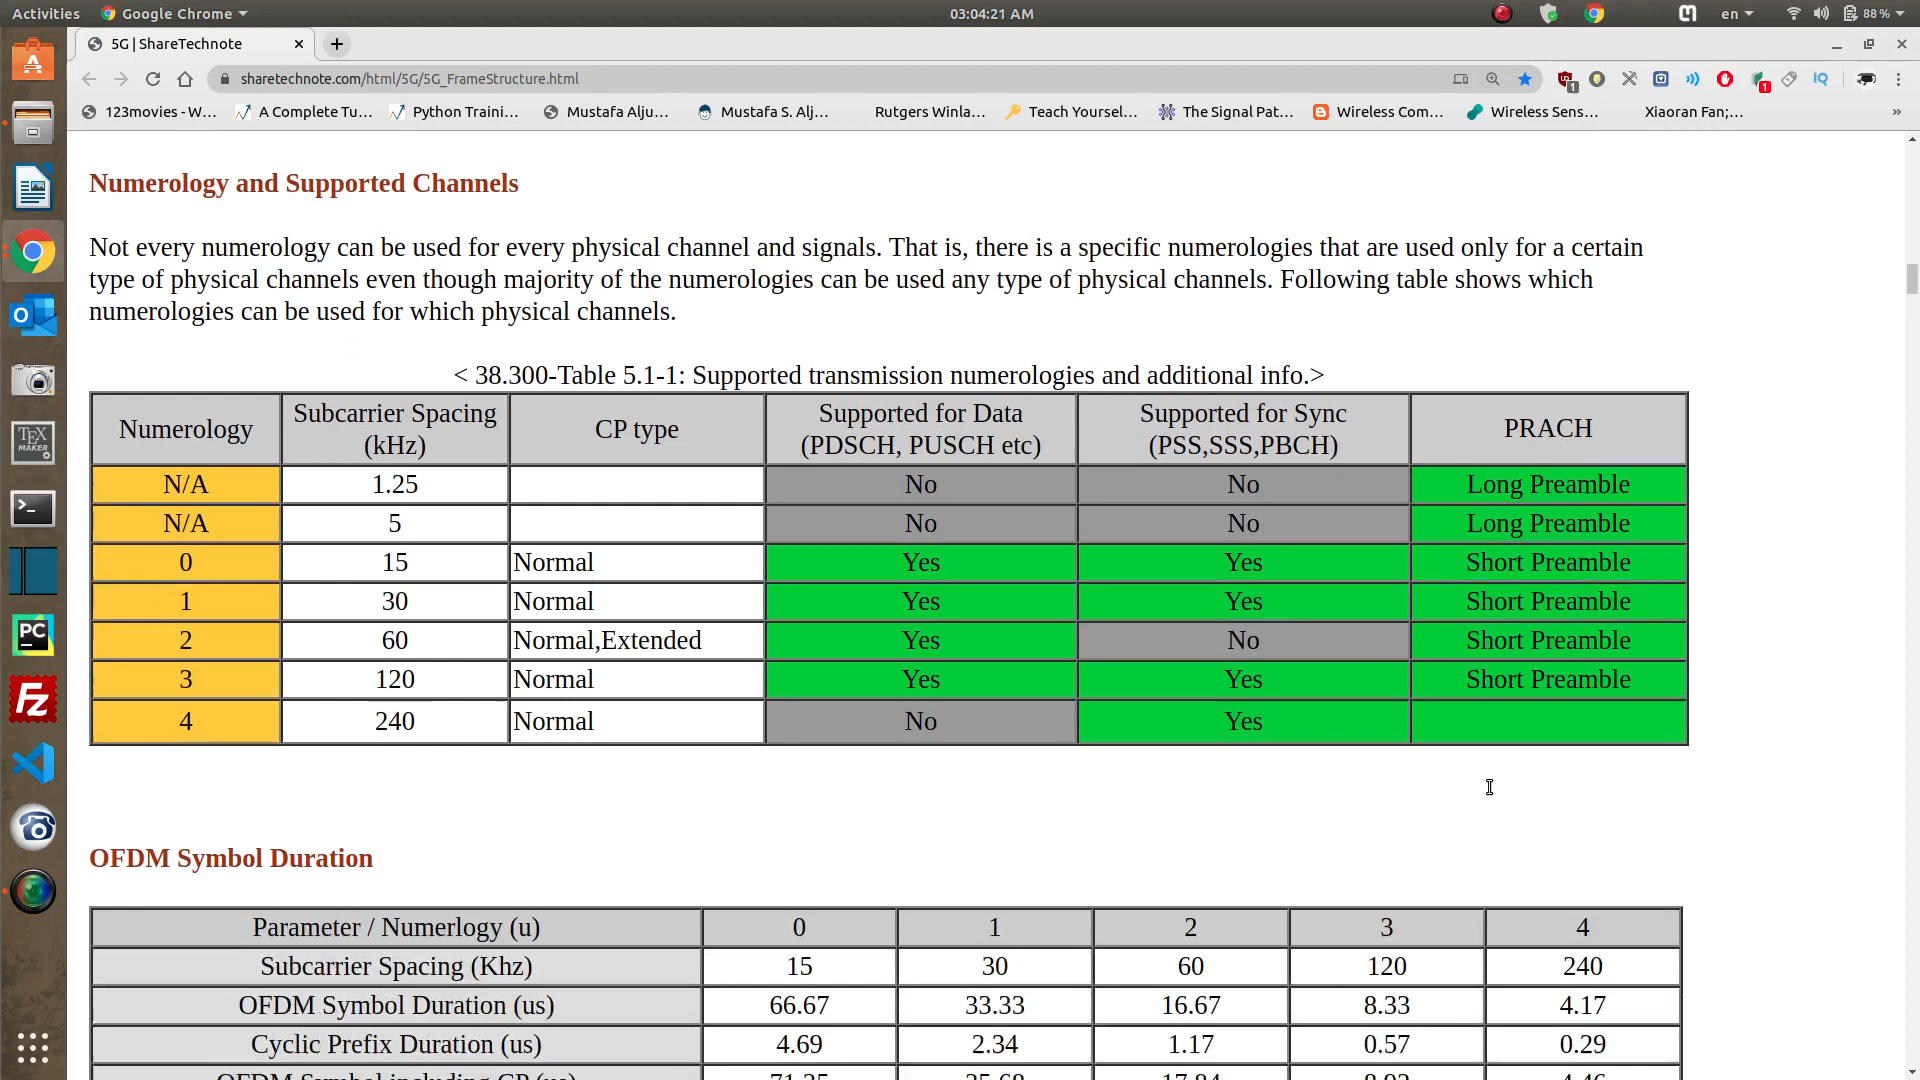 Activities Google Chrome 03:04:21 AM en 88%
5G | ShareTechnote
sharetechnote.com/html/5G/5G_FrameStructure.html
123movies - W... A Complete Tu... Python Traini... Mustafa Alju... Mustafa S. Alj... Rutgers Winla... Teach Yoursel... The Signal Pat... Wireless Com... Wireless Sens... Xiaoran Fan;... »
Numerology and Supported Channels
Not every numerology can be used for every physical channel and signals. That is, there is a specific numerologies that are used only for a certain
type of physical channels even though majority of the numerologies can be used any type of physical channels. Following table shows which
numerologies can be used for which physical channels.
< 38.300-Table 5.1-1: Supported transmission numerologies and additional info.>
Numerology Subcarrier Spacing (kHz) CP type Supported for Data (PDSCH, PUSCH etc) Supported for Sync (PSS,SSS,PBCH) PRACH
N/A 1.25 No No Long Preamble
N/A 5 No No Long Preamble
0 15 Normal Yes Yes Short Preamble
1 30 Normal Yes Yes Short Preamble
2 60 Normal,Extended Yes No Short Preamble
3 120 Normal Yes Yes Short Preamble
4 240 Normal No Yes
OFDM Symbol Duration
Parameter / Numerlogy (u) 0 1 2 3 4
Subcarrier Spacing (Khz) 15 30 60 120 240
OFDM Symbol Duration (us) 66.67 33.33 16.67 8.33 4.17
Cyclic Prefix Duration (us) 4.69 2.34 1.17 0.57 0.29